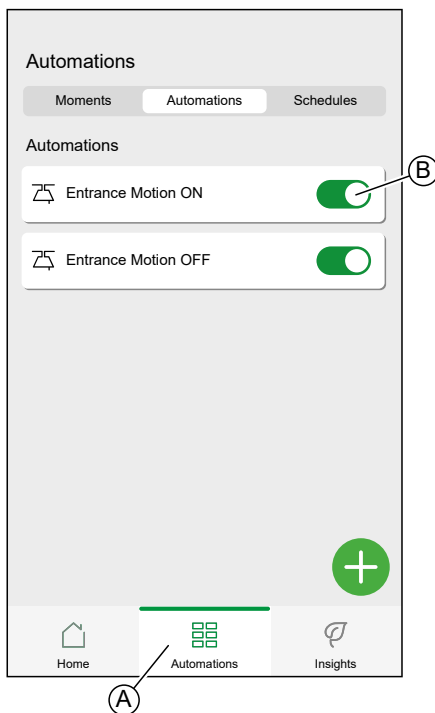 Automations
Moments Automations Schedules
Automations
B
Entrance Motion ON
Entrance Motion OFF
Home Automations Insights
A